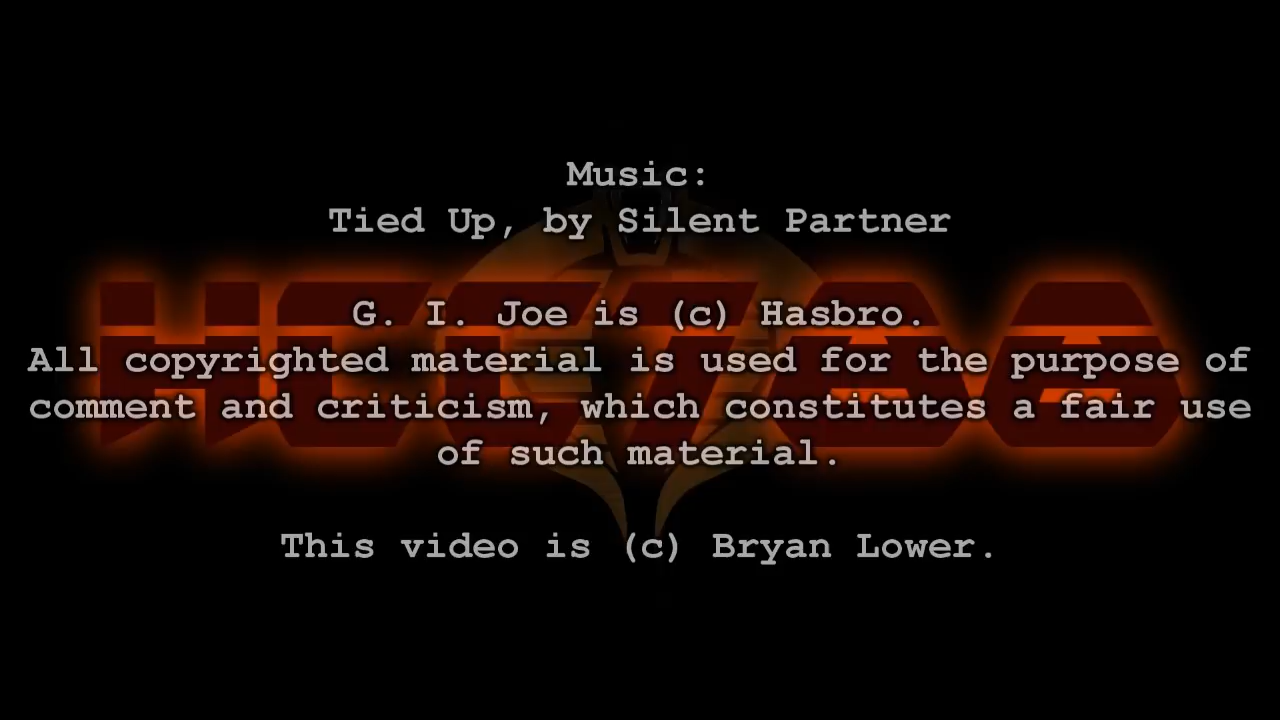 Music:
Tied Up, by Silent Partner
HCC788
G. I. Joe is (c) Hasbro.
All copyrighted material is used for the purpose of
comment and criticism, which constitutes a fair use
of such material.
This video is (c) Bryan Lower.